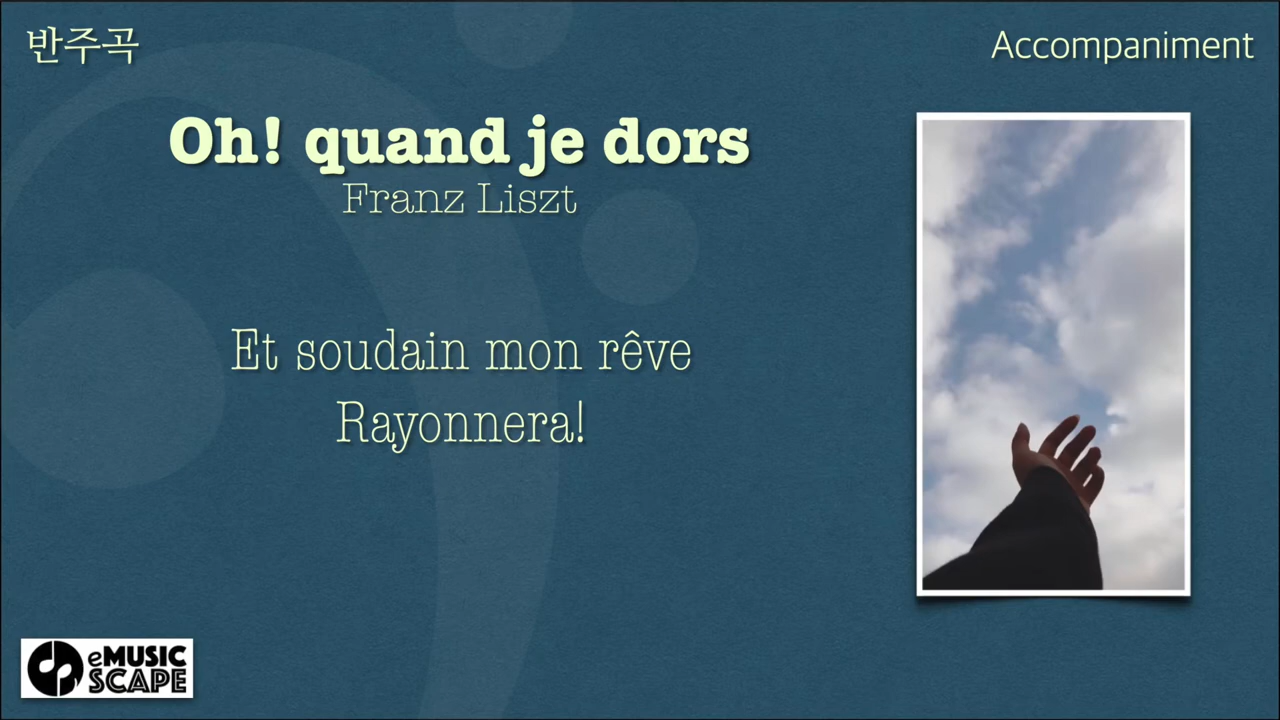 반주곡
Accompaniment
Oh! quand je dors
Franz Liszt
Et soudain mon rêve
Rayonnera!
eMUSIC
SCAPE